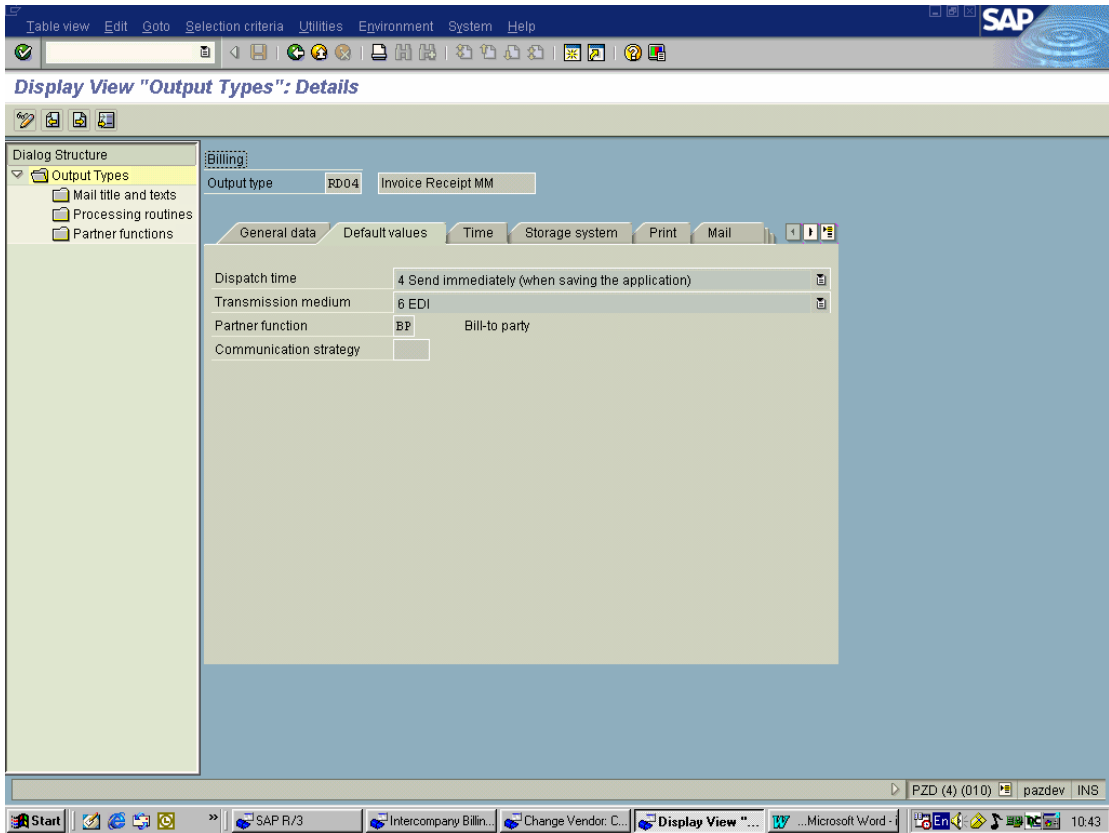 Table view Edit Goto Selection criteria Utilities Environment System Help
SAP
Display View "Output Types": Details
Dialog Structure
Output Types
Mail title and texts
Processing routines
Partner functions
Billing
Output type RD04 Invoice Receipt MM
General data Default values Time Storage system Print Mail
Dispatch time 4 Send immediately (when saving the application)
Transmission medium 6 EDI
Partner function BP Bill-to party
Communication strategy
PZD (4) (010) pazdev INS
Start » SAP R/3 Intercompany Billin... Change Vendor: C... Display View "... ...Microsoft Word - i En 10:43